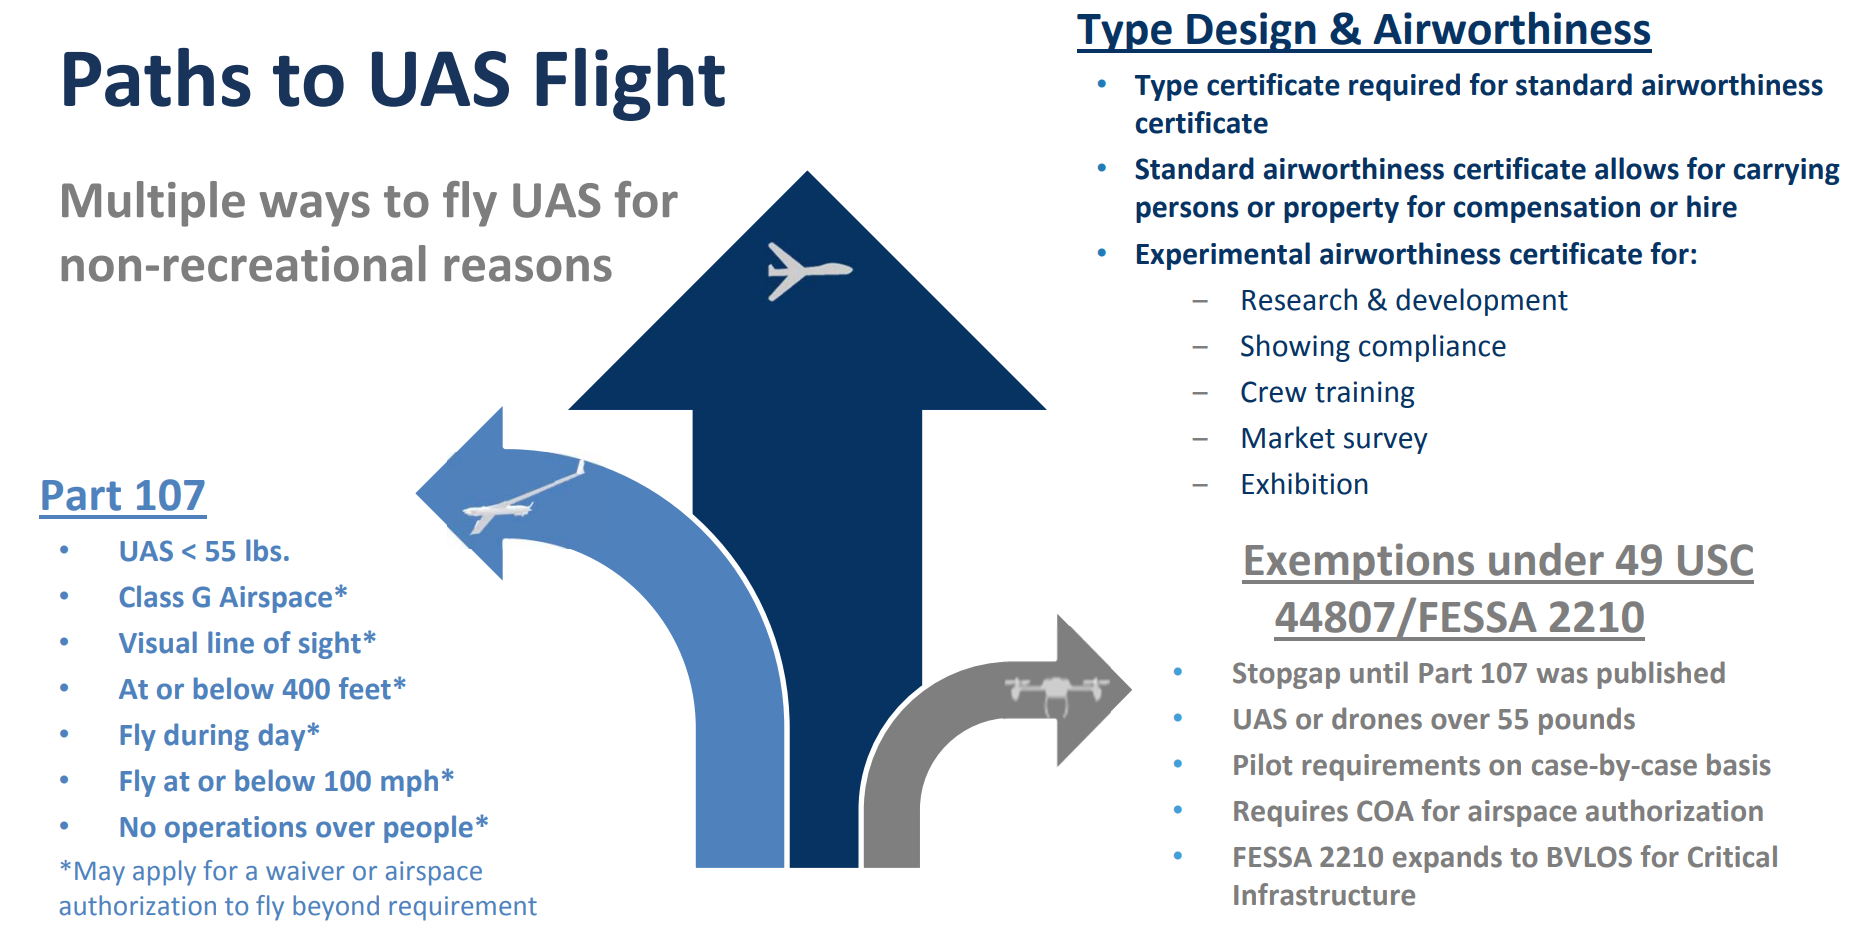 Paths to UAS Flight
Multiple ways to fly UAS for
non-recreational reasons
Type Design & Airworthiness
• Type certificate required for standard airworthiness
certificate
• Standard airworthiness certificate allows for carrying
persons or property for compensation or hire
• Experimental airworthiness certificate for:
– Research & development
– Showing compliance
– Crew training
– Market survey
– Exhibition
Part 107
• UAS < 55 lbs.
• Class G Airspace*
• Visual line of sight*
• At or below 400 feet*
• Fly during day*
• Fly at or below 100 mph*
• No operations over people*
*May apply for a waiver or airspace
authorization to fly beyond requirement
Exemptions under 49 USC
44807/FESSA 2210
• Stopgap until Part 107 was published
• UAS or drones over 55 pounds
• Pilot requirements on case-by-case basis
• Requires COA for airspace authorization
• FESSA 2210 expands to BVLOS for Critical
Infrastructure